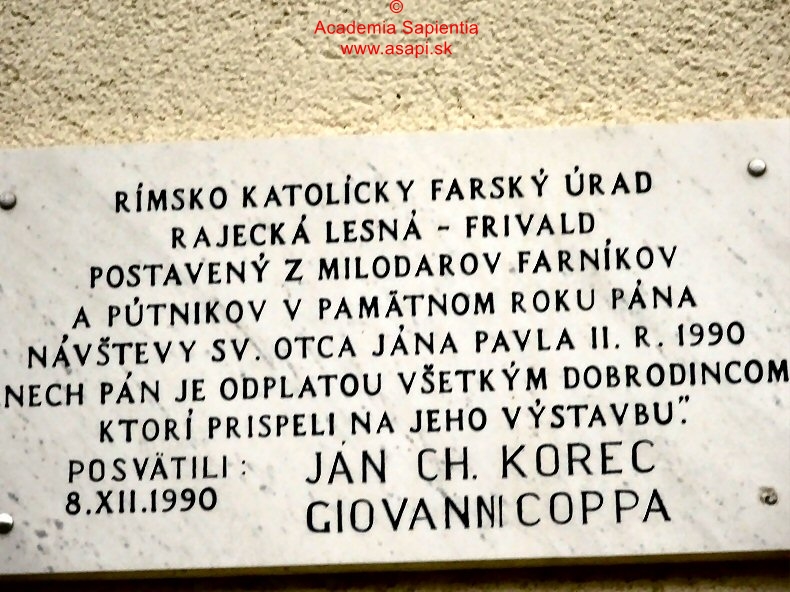 ©
Academia Sapientia
www.asapi.sk
RÍMSKO KATOLÍCKY FARSKÝ ÚRAD
RAJECKÁ LESNÁ - FRIVALD
POSTAVENÝ Z MILODAROV FARNÍKOV
A PÚTNIKOV V PAMÄTNOM ROKU PÁNA
NÁVŠTEVY SV. OTCA JÁNA PAVLA II. R. 1990
NECH PÁN JE ODPLATOU VŠETKÝM DOBRODINCOM
KTORÍ PRISPELI NA JEHO VÝSTAVBU."
POSVÄTILI: JÁN CH. KOREC
8.XII.1990 GIOVANNI COPPA